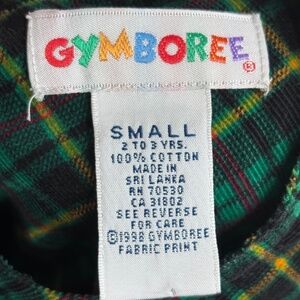 GYMBOREE®
SMALL
2 TO 3 YRS.
100% COTTON
MADE IN
SRI LANKA
RN 70530
CA 31802
SEE REVERSE
FOR CARE
©1998 GYMBOREE
FABRIC PRINT